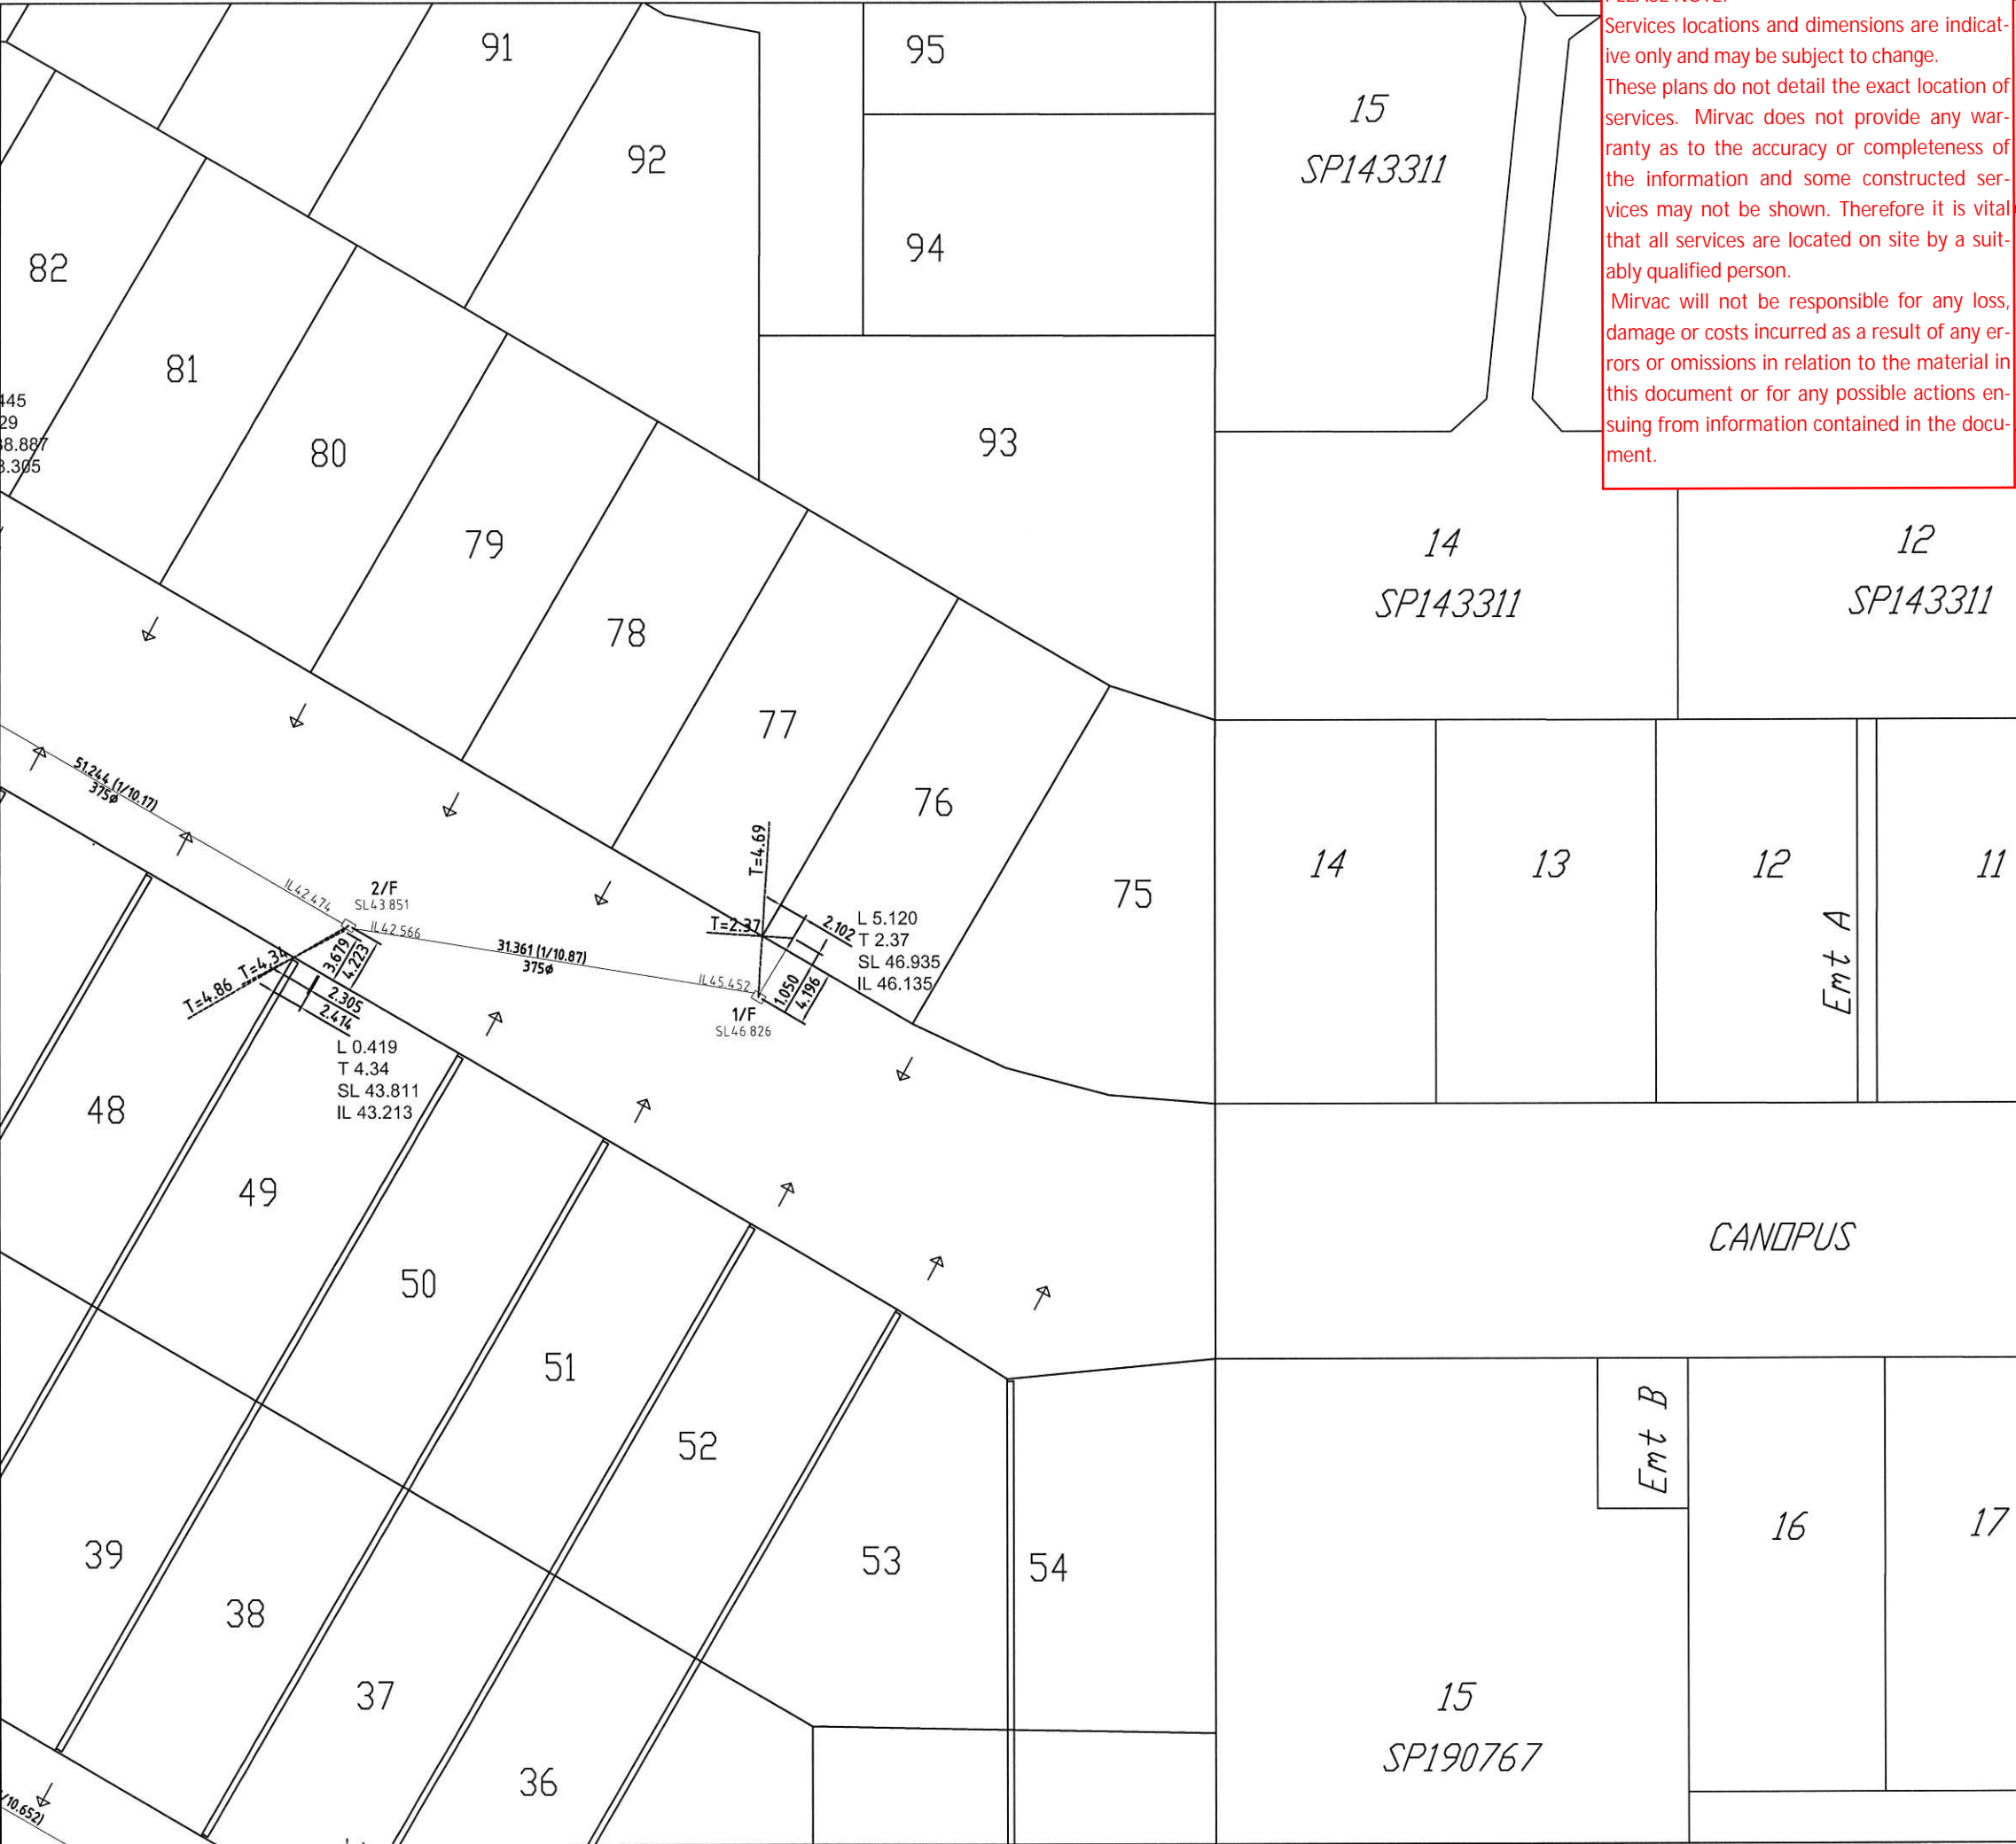 Services locations and dimensions are indicat-
ive only and may be subject to change.
These plans do not detail the exact location of
services. Mirvac does not provide any war-
ranty as to the accuracy or completeness of
the information and some constructed ser-
vices may not be shown. Therefore it is vital
that all services are located on site by a suit-
ably qualified person.
Mirvac will not be responsible for any loss,
damage or costs incurred as a result of any er-
rors or omissions in relation to the material in
this document or for any possible actions en-
suing from information contained in the docu-
ment.
91
95
92
15
SP143311
94
82
81
80
93
445
29
38.887
3.305
79
14
SP143311
12
SP143311
78
77
76
75
14
13
12
11
Emt A
51.244 (1/10.17)
375ø
IL42.474
2/F
SL43.851
IL42.566
31.361 (1/10.87)
375ø
T=4.69
T=2.37
2.102
L 5.120
T 2.37
SL 46.935
IL 46.135
IL45.452
1.050
4.196
1/F
SL46.826
3.679
4.223
T=4.34
T=4.86
2.305
2.414
L 0.419
T 4.34
SL 43.811
IL 43.213
48
49
50
51
52
53
54
CANOPUS
Emt B
16
17
39
38
37
36
15
SP190767
/10.652)